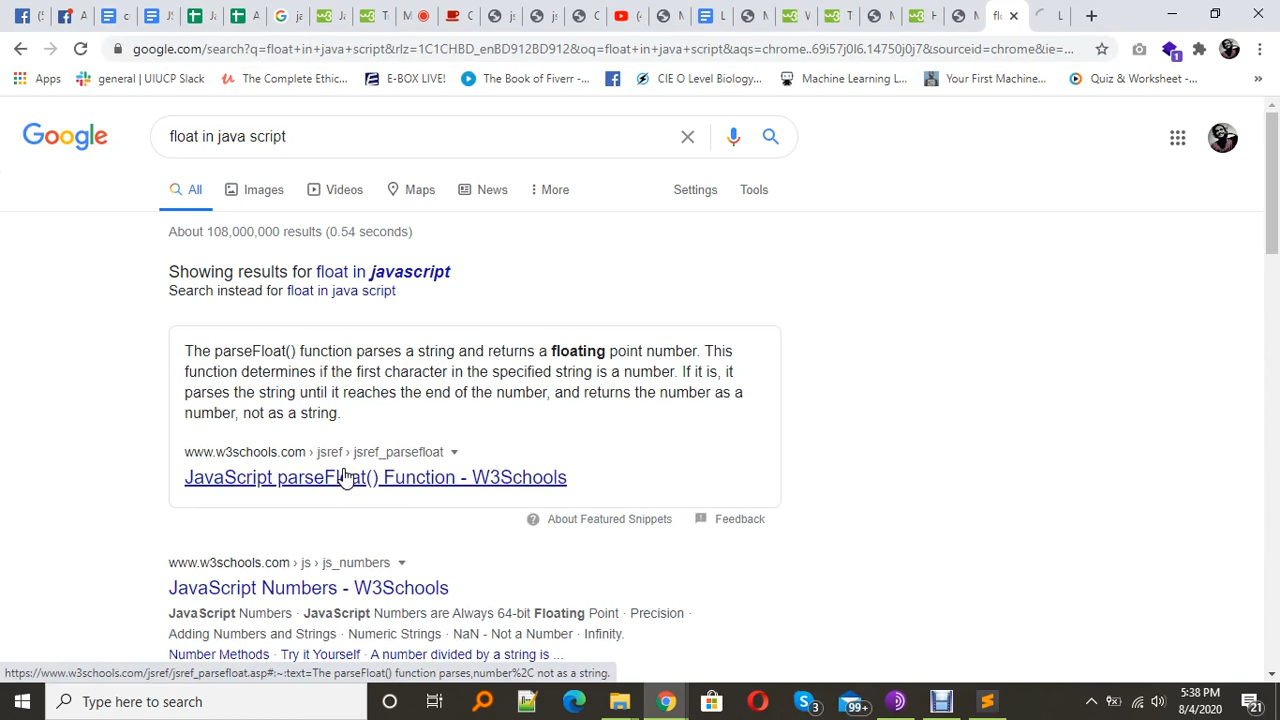 google.com/search?q=float+in+java+script&rlz=1C1CHBD_enBD912BD912&oq=float+in+java+script&aqs=chrome..69i57j0l6.14750j0j7&sourceid=chrome&ie=...
Apps
general | UIUCP Slack
The Complete Ethic...
E-BOX LIVE!
The Book of Fiverr -...
CIE O Level Biology...
Machine Learning L...
Your First Machine...
Quiz & Worksheet -...
»
Google
float in java script
All
Images
Videos
Maps
News
More
Settings
Tools
About 108,000,000 results (0.54 seconds)
Showing results for float in javascript
Search instead for float in java script
The parseFloat() function parses a string and returns a floating point number. This
function determines if the first character in the specified string is a number. If it is, it
parses the string until it reaches the end of the number, and returns the number as a
number, not as a string.
www.w3schools.com › jsref › jsref_parsefloat
JavaScript parseFloat() Function - W3Schools
About Featured Snippets
Feedback
www.w3schools.com › js › js_numbers
JavaScript Numbers - W3Schools
JavaScript Numbers · JavaScript Numbers are Always 64-bit Floating Point · Precision ·
Adding Numbers and Strings · Numeric Strings · NaN - Not a Number · Infinity.
Number Methods · Try it Yourself · A number divided by a string is ...
https://www.w3schools.com/jsref/jsref_parsefloat.asp#:~:text=The parseFloat() function parses,number%2C not as a string.
Type here to search
3
99+
5:38 PM
8/4/2020
21